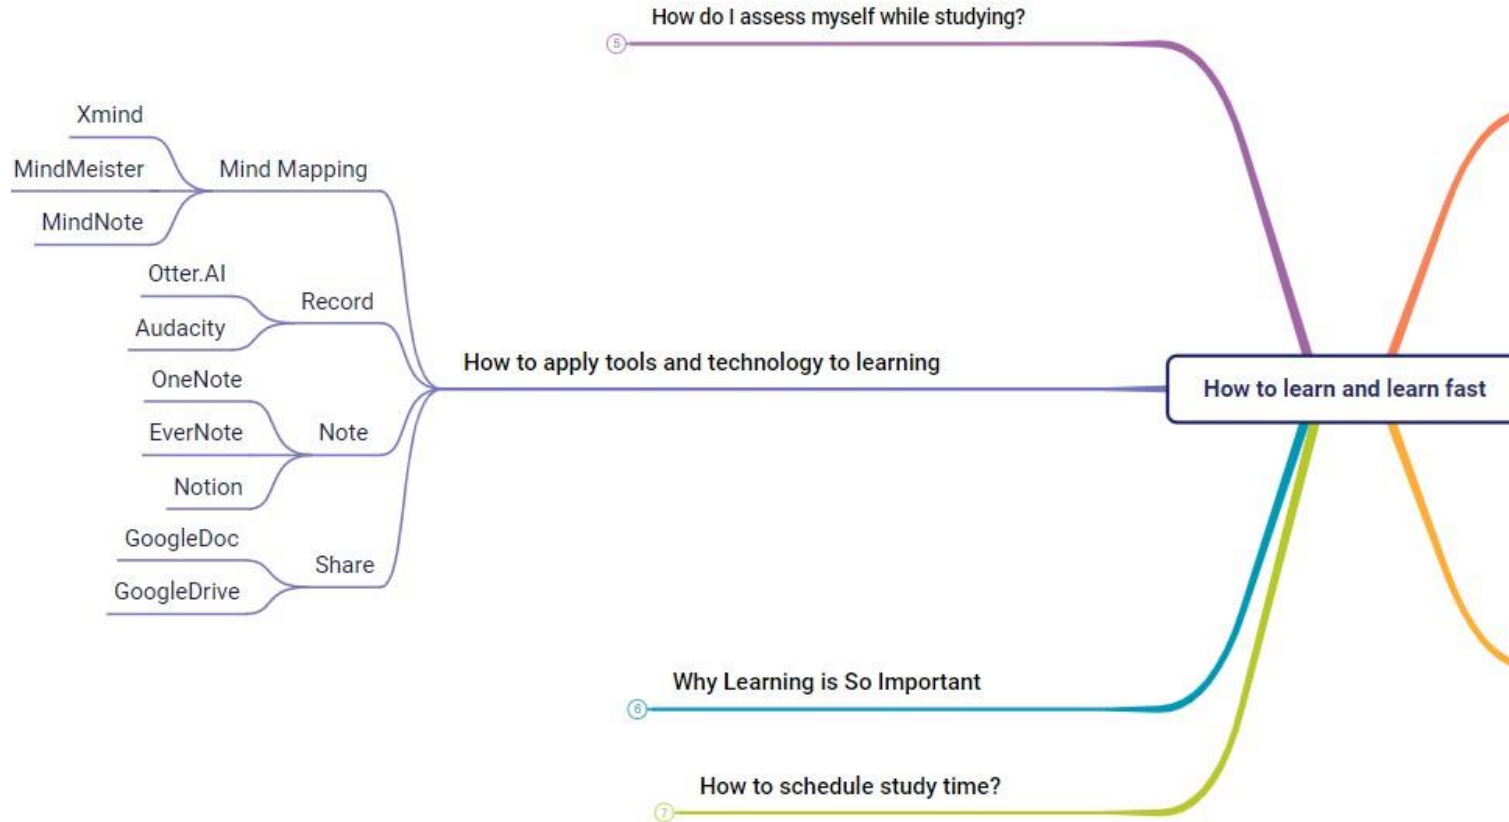 How do I assess myself while studying?
5
Xmind
MindMeister
MindNote
Mind Mapping
Otter.AI
Audacity
Record
OneNote
EverNote
Notion
Note
GoogleDoc
GoogleDrive
Share
How to apply tools and technology to learning
How to learn and learn fast
Why Learning is So Important
6
How to schedule study time?
7